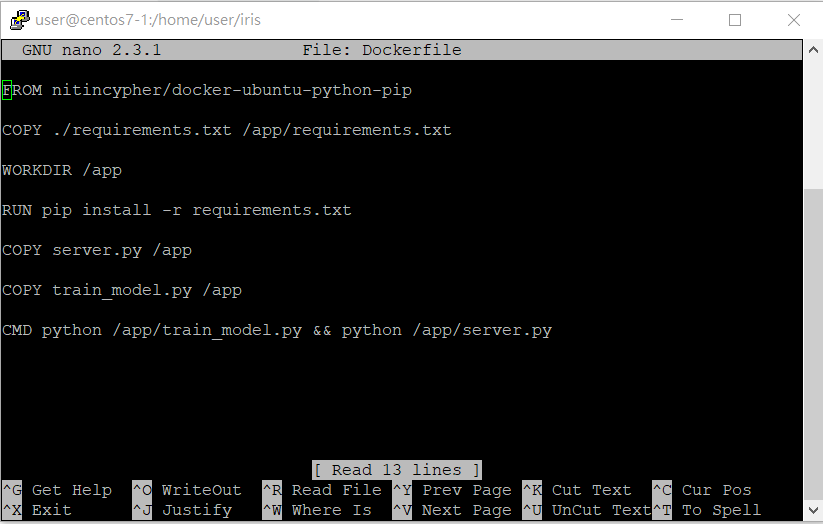 user@centos7-1:/home/user/iris
GNU nano 2.3.1 File: Dockerfile
FROM nitincypher/docker-ubuntu-python-pip
COPY ./requirements.txt /app/requirements.txt
WORKDIR /app
RUN pip install -r requirements.txt
COPY server.py /app
COPY train_model.py /app
CMD python /app/train_model.py && python /app/server.py
[ Read 13 lines ]
^G Get Help ^O WriteOut ^R Read File ^Y Prev Page ^K Cut Text ^C Cur Pos
^X Exit ^J Justify ^W Where Is ^V Next Page ^U UnCut Text ^T To Spell